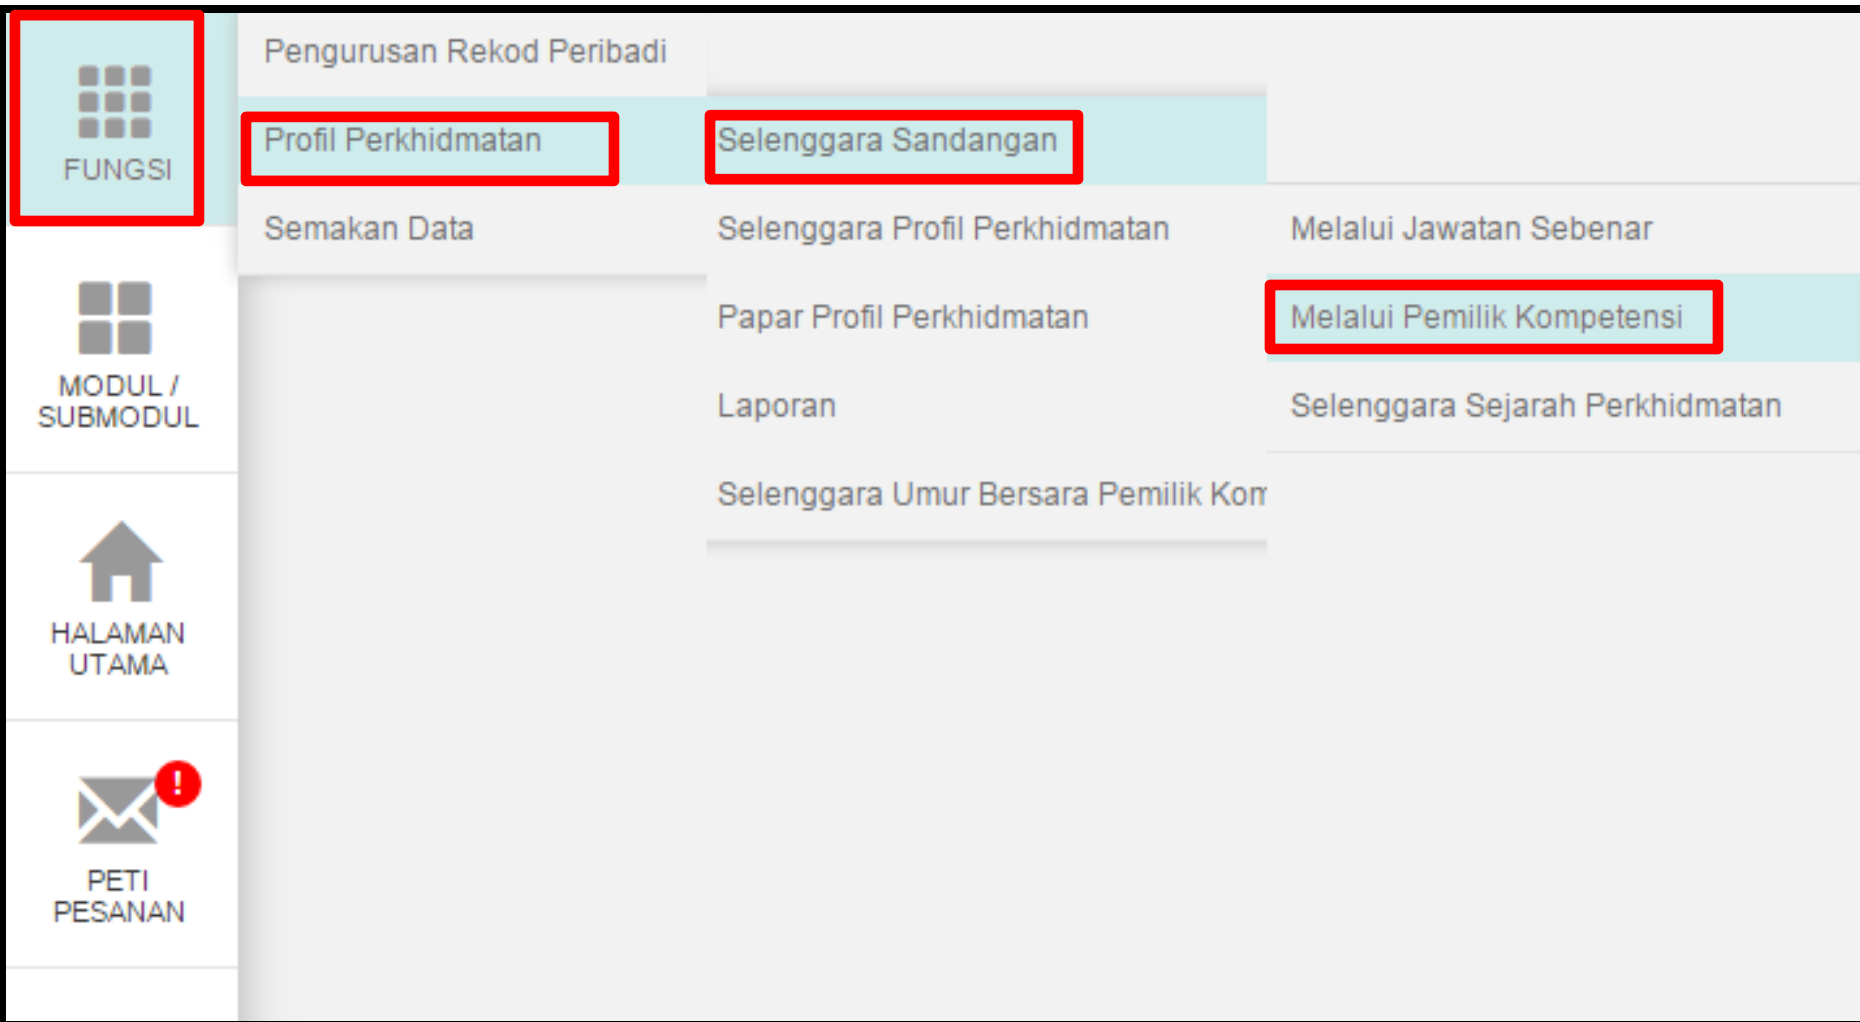 FUNGSI
MODUL /
SUBMODUL
HALAMAN
UTAMA
!
PETI
PESANAN
Pengurusan Rekod Peribadi
Profil Perkhidmatan
Semakan Data
Selenggara Sandangan
Selenggara Profil Perkhidmatan
Papar Profil Perkhidmatan
Laporan
Selenggara Umur Bersara Pemilik Kom
Melalui Jawatan Sebenar
Melalui Pemilik Kompetensi
Selenggara Sejarah Perkhidmatan